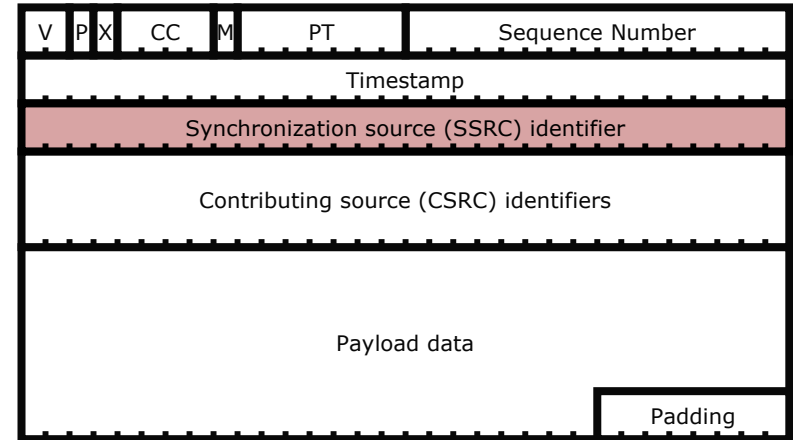 V P X CC M PT Sequence Number
Timestamp
Synchronization source (SSRC) identifier
Contributing source (CSRC) identifiers
Payload data
Padding